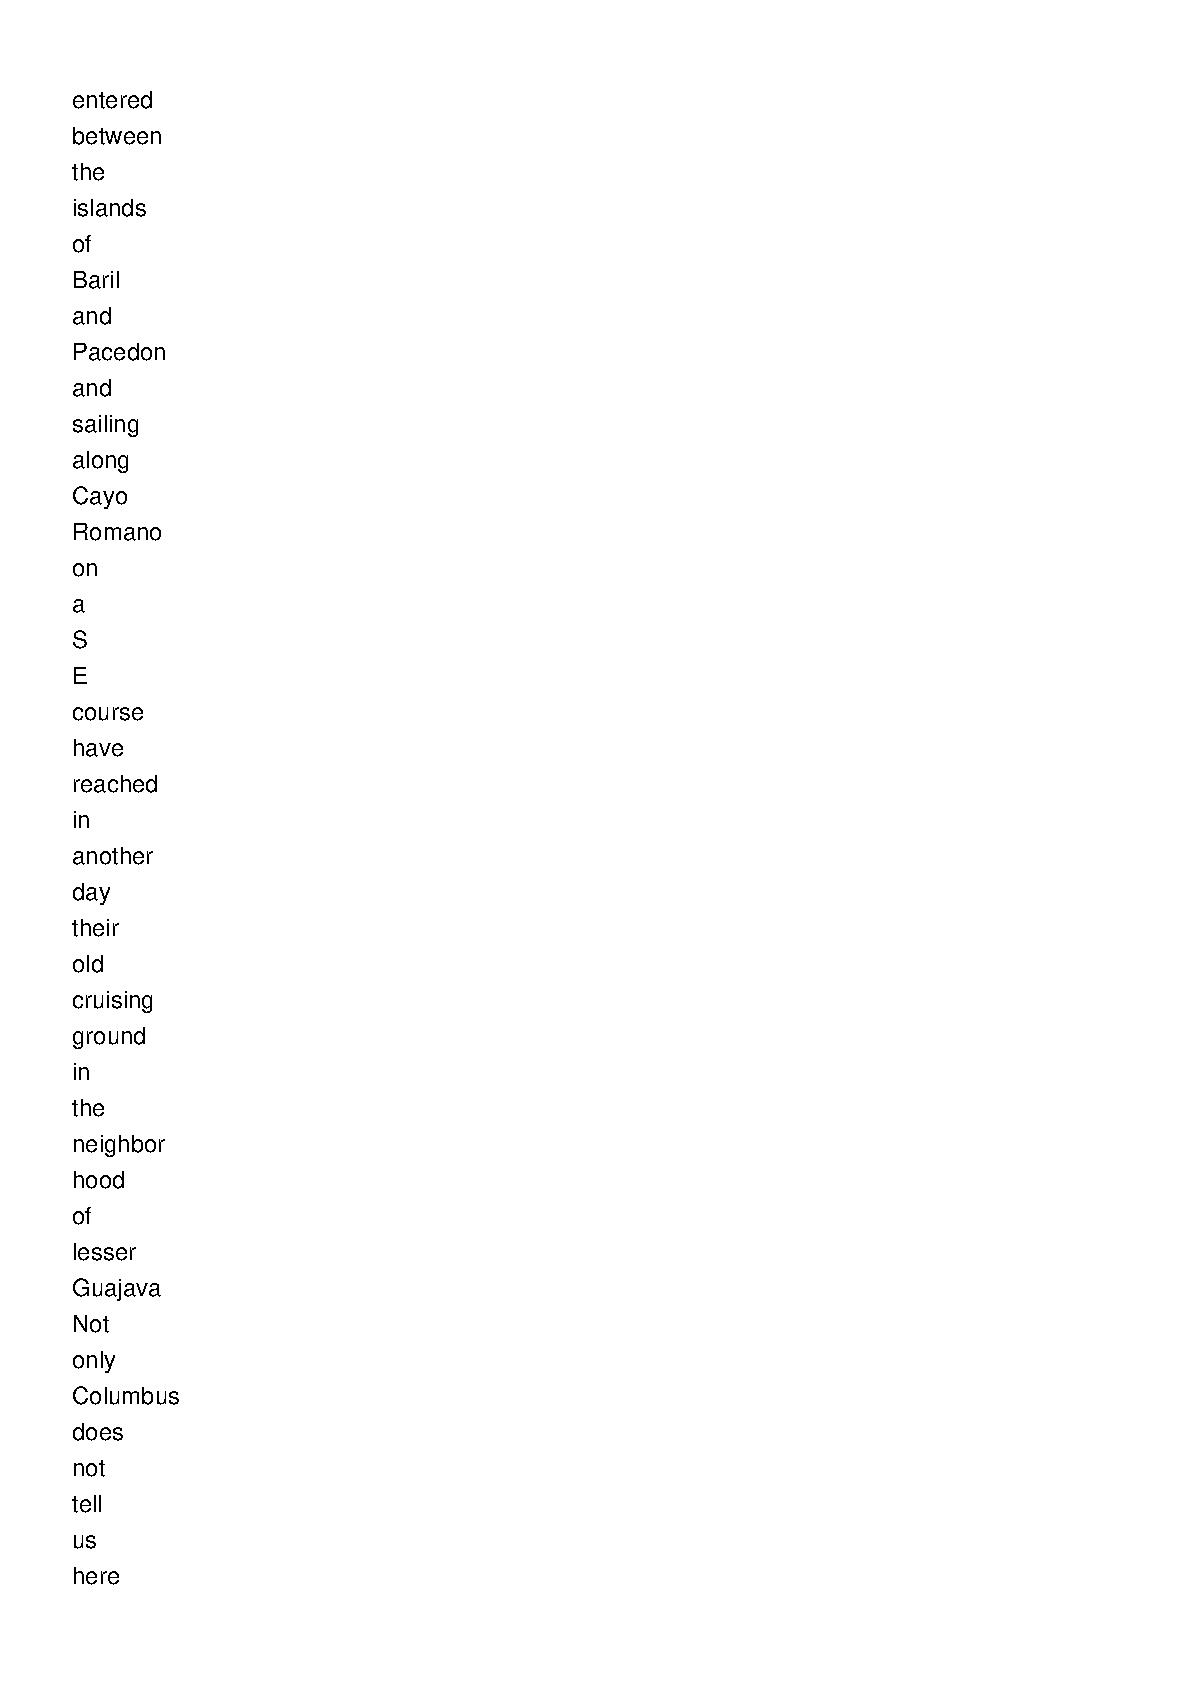 entered
between
the
islands
of
Baril
and
Pacedon
and
sailing
along
Cayo
Romano
on
a
S
E
course
have
reached
in
another
day
their
old
cruising
ground
in
the
neighbor
hood
of
lesser
Guajava
Not
only
Columbus
does
not
tell
us
here